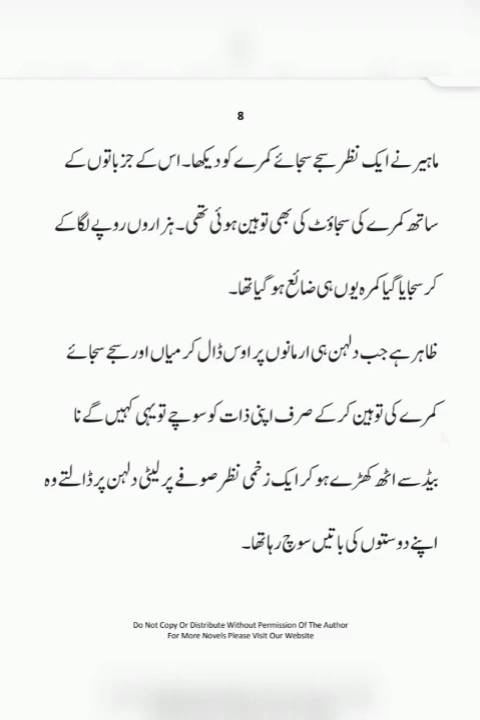 8
ماہیر نے ایک نظر سجے سجائے کمرے کو دیکھا۔ اس کے جزباتوں کے
ساتھ کمرے کی سجاؤٹ کی بھی توہین ہوئی تھی۔ ہزاروں روپے لگا کے
کر سجایا گیا کمرہ یوں ہی ضائع ہو گیا تھا۔
ظاہر ہے جب دلہن ہی ارمانوں پر اوس ڈال کر میاں اور سجے سجائے
کمرے کی توہین کر کے صرف اپنی ذات کو سوچے تو یہی کہیں گے نا
بیڈ سے اٹھ کھڑے ہو کر ایک زخمی نظر صوفے پر لیٹی دلہن پر ڈالتے وہ
اپنے دوستوں کی باتیں سوچ رہا تھا۔
Do Not Copy Or Distribute Without Permission Of The Author
For More Novels Please Visit Our Website